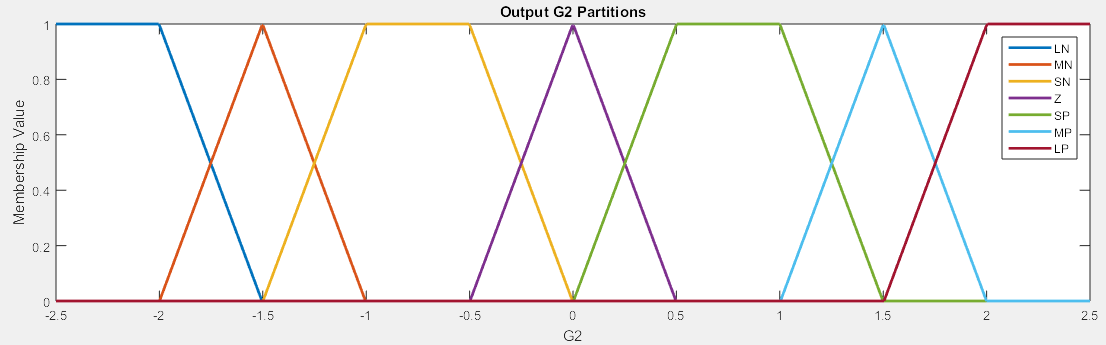 Output G2 Partitions
Membership Value
1
0.8
0.6
0.4
0.2
0
-2.5 -2 -1.5 -1 -0.5 0 0.5 1 1.5 2 2.5
G2
LN
MN
SN
Z
SP
MP
LP